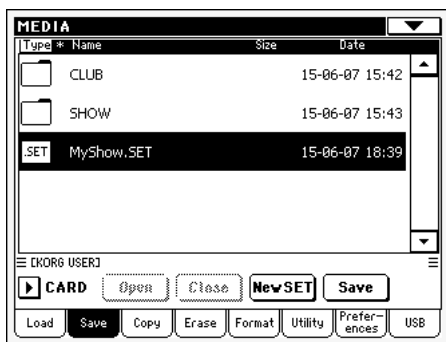 MEDIA
Type * Name Size Date
CLUB 15-06-07 15:42
SHOW 15-06-07 15:43
.SET MyShow.SET 15-06-07 18:39
[KORG USER]
CARD Open Close NewSET Save
Load Save Copy Erase Format Utility Prefer-ences USB